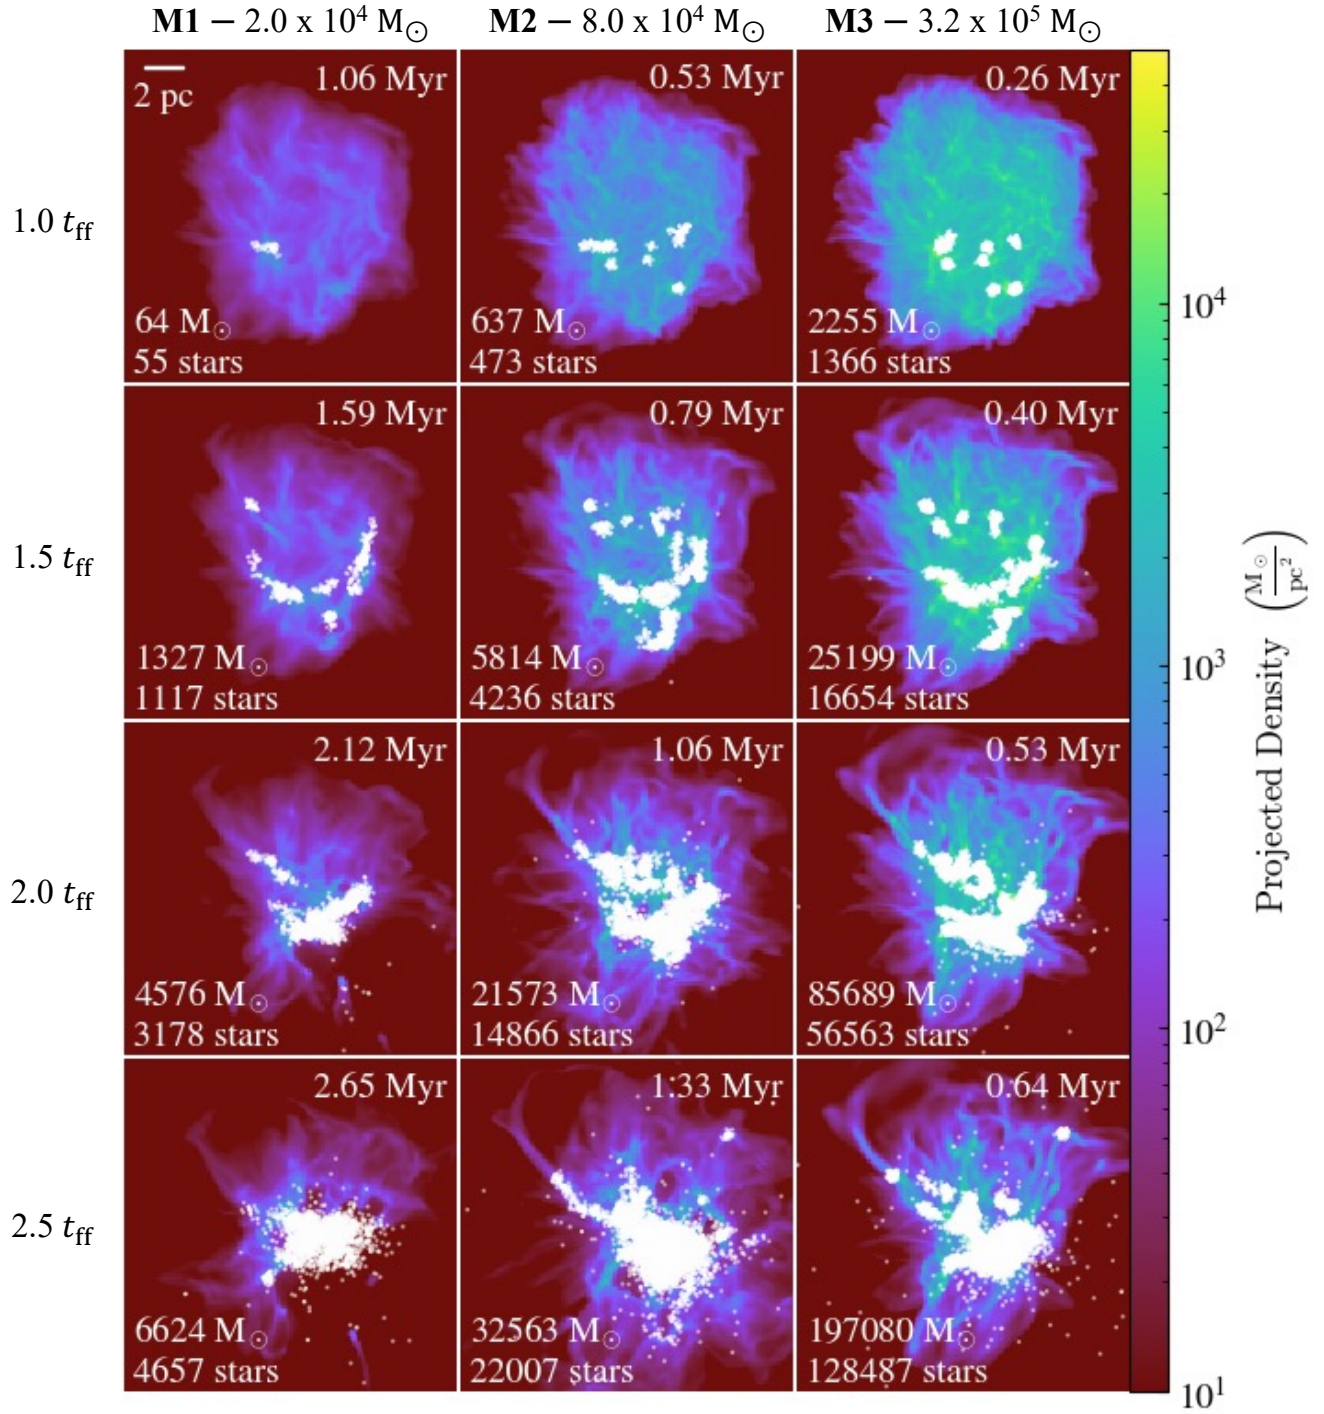 M1 – 2.0 x 10⁴ M⊙
M2 – 8.0 x 10⁴ M⊙
M3 – 3.2 x 10⁵ M⊙
2 pc
1.06 Myr
0.53 Myr
0.26 Myr
1.0 tff
64 M⊙
55 stars
637 M⊙
473 stars
2255 M⊙
1366 stars
1.59 Myr
0.79 Myr
0.40 Myr
1.5 tff
1327 M⊙
1117 stars
5814 M⊙
4236 stars
25199 M⊙
16654 stars
2.12 Myr
1.06 Myr
0.53 Myr
2.0 tff
4576 M⊙
3178 stars
21573 M⊙
14866 stars
85689 M⊙
56563 stars
2.65 Myr
1.33 Myr
0.64 Myr
2.5 tff
6624 M⊙
4657 stars
32563 M⊙
22007 stars
197080 M⊙
128487 stars
10⁴
10³
10²
10¹
Projected Density (M⊙/pc²)